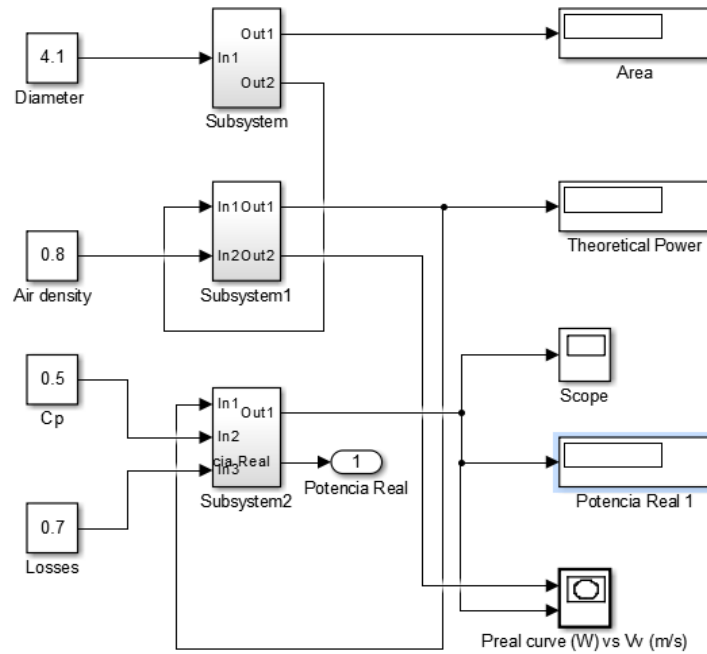 4.1
Diameter
In1
Out1
Out2
Subsystem
Area
0.8
Air density
In1 Out1
In2 Out2
Subsystem1
Theoretical Power
0.5
Cp
In1
Out1
In2
cia Real
In3
Subsystem2
1
Potencia Real
Scope
Potencia Real 1
0.7
Losses
Preal curve (W) vs Vv (m/s)